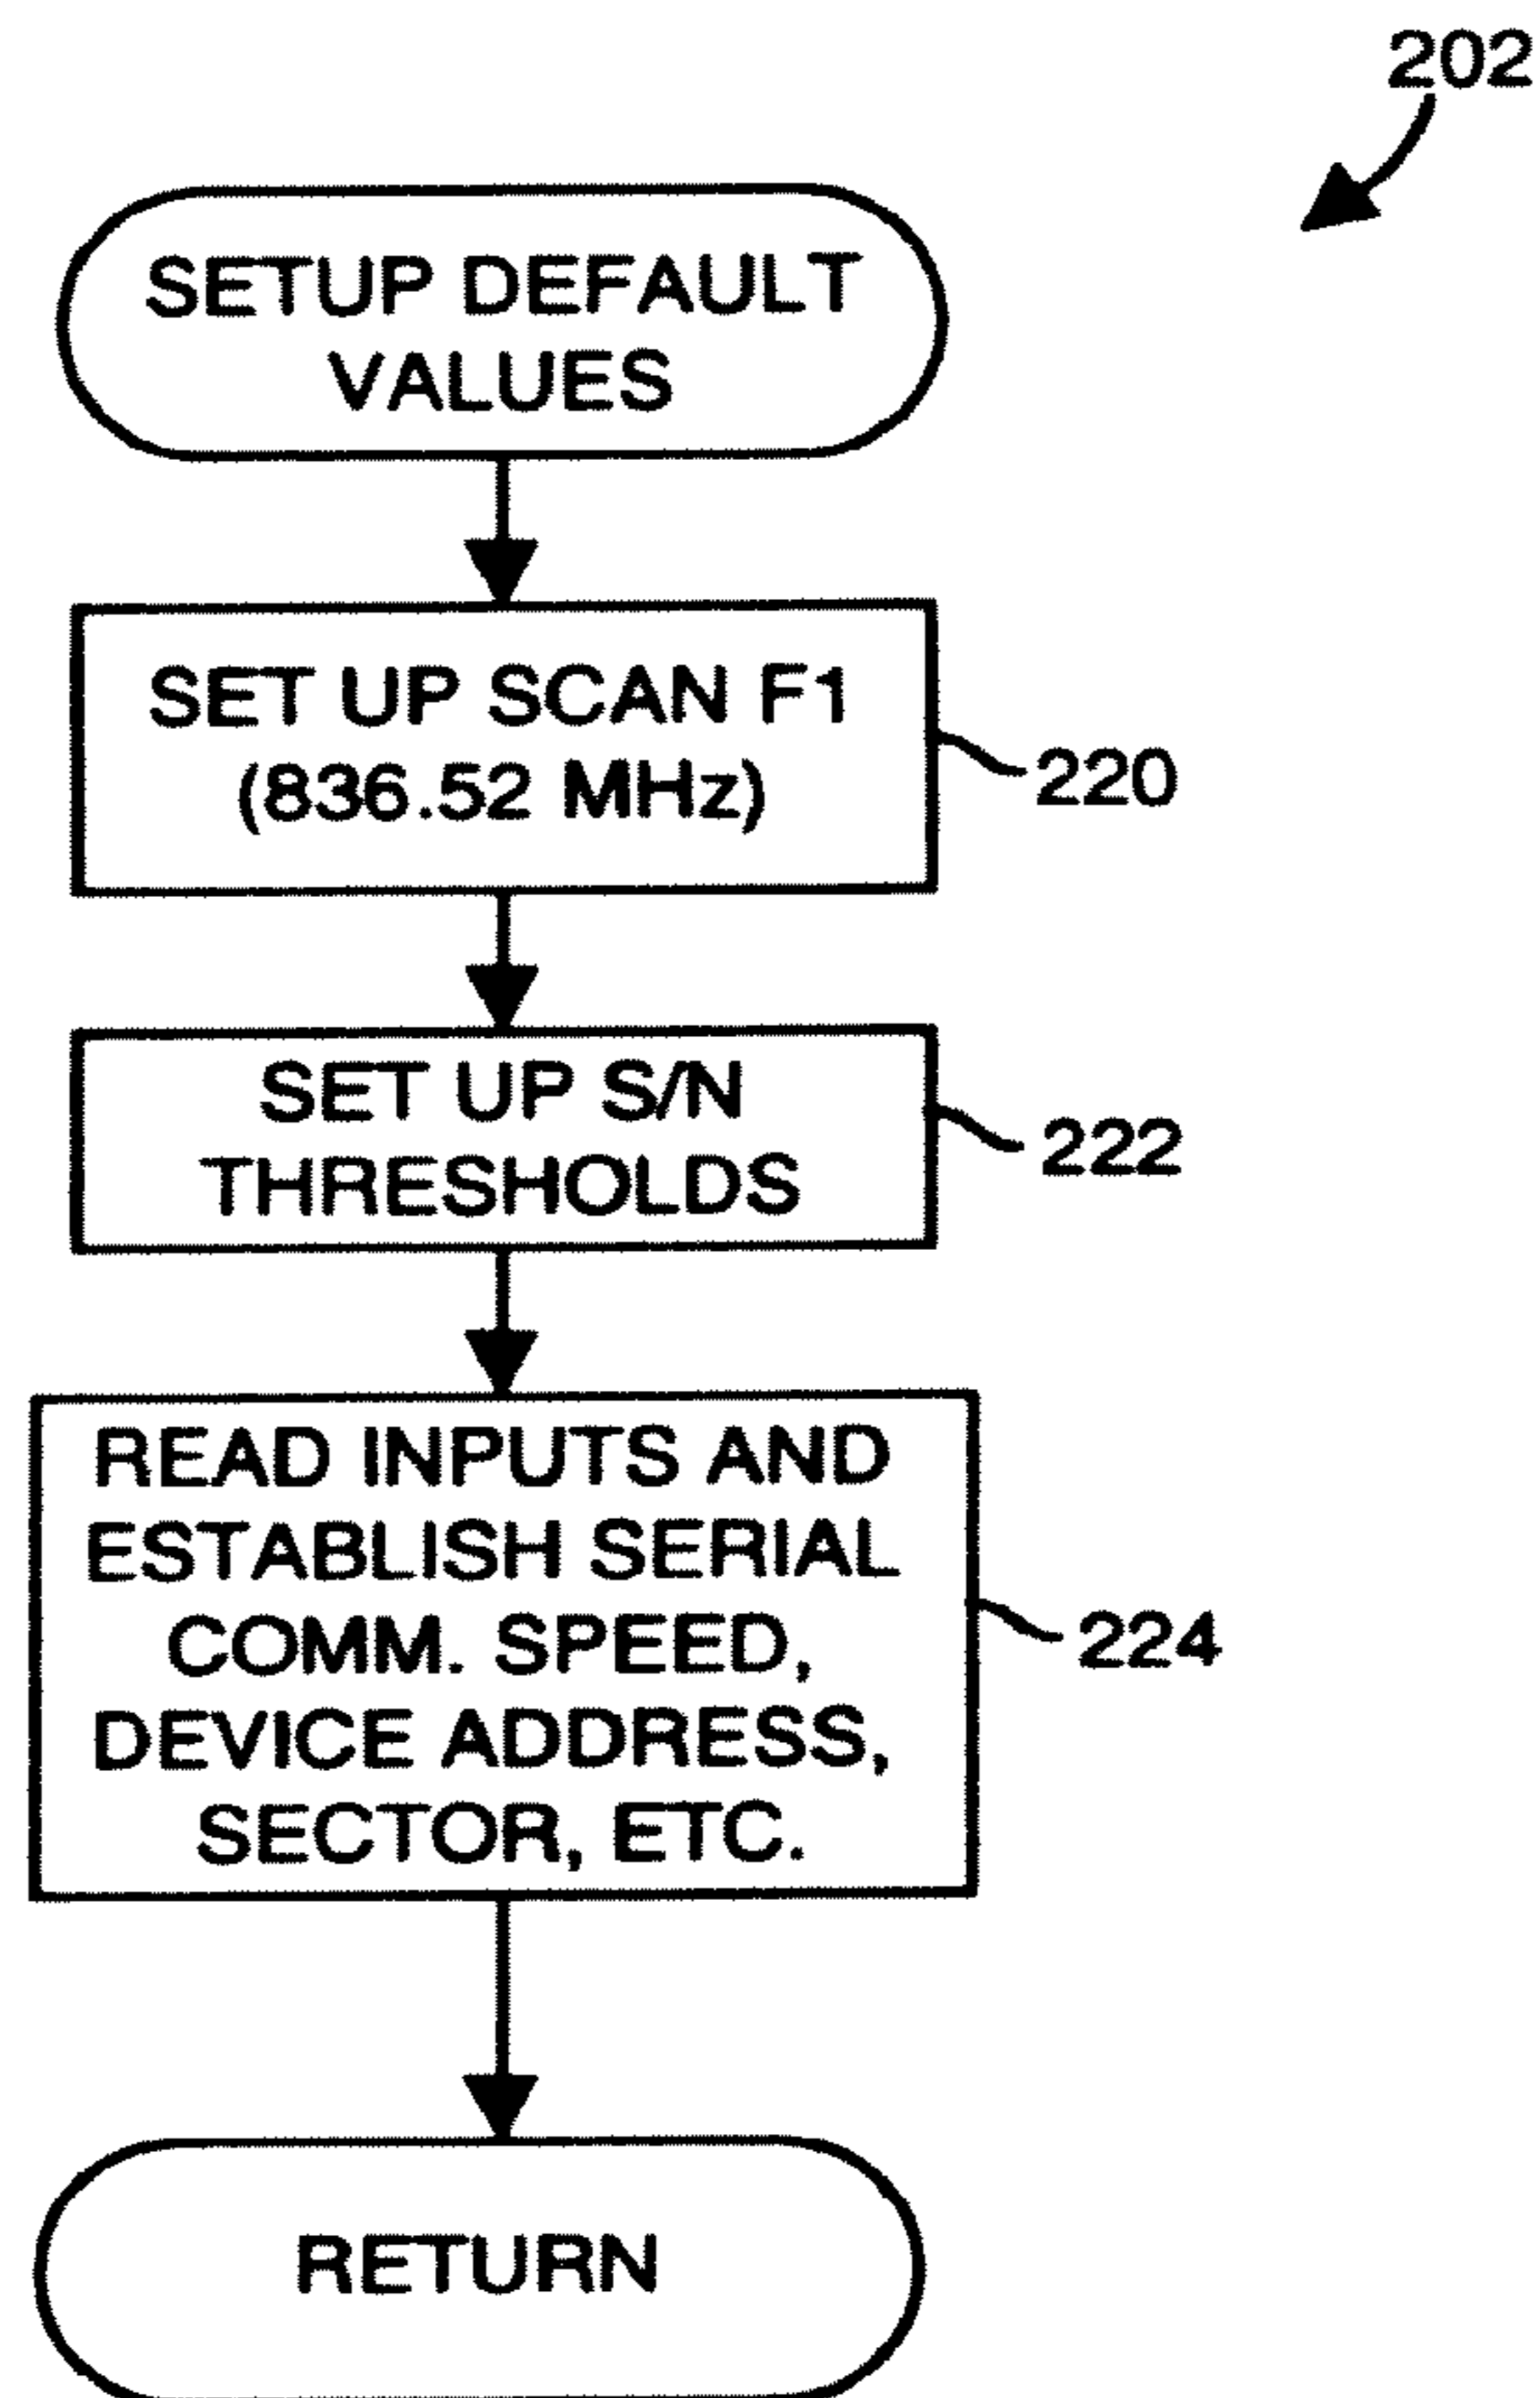 202
SETUP DEFAULT
VALUES
SET UP SCAN F1
(836.52 MHz)
220
SET UP S/N
THRESHOLDS
222
READ INPUTS AND
ESTABLISH SERIAL
COMM. SPEED,
DEVICE ADDRESS,
SECTOR, ETC.
224
RETURN